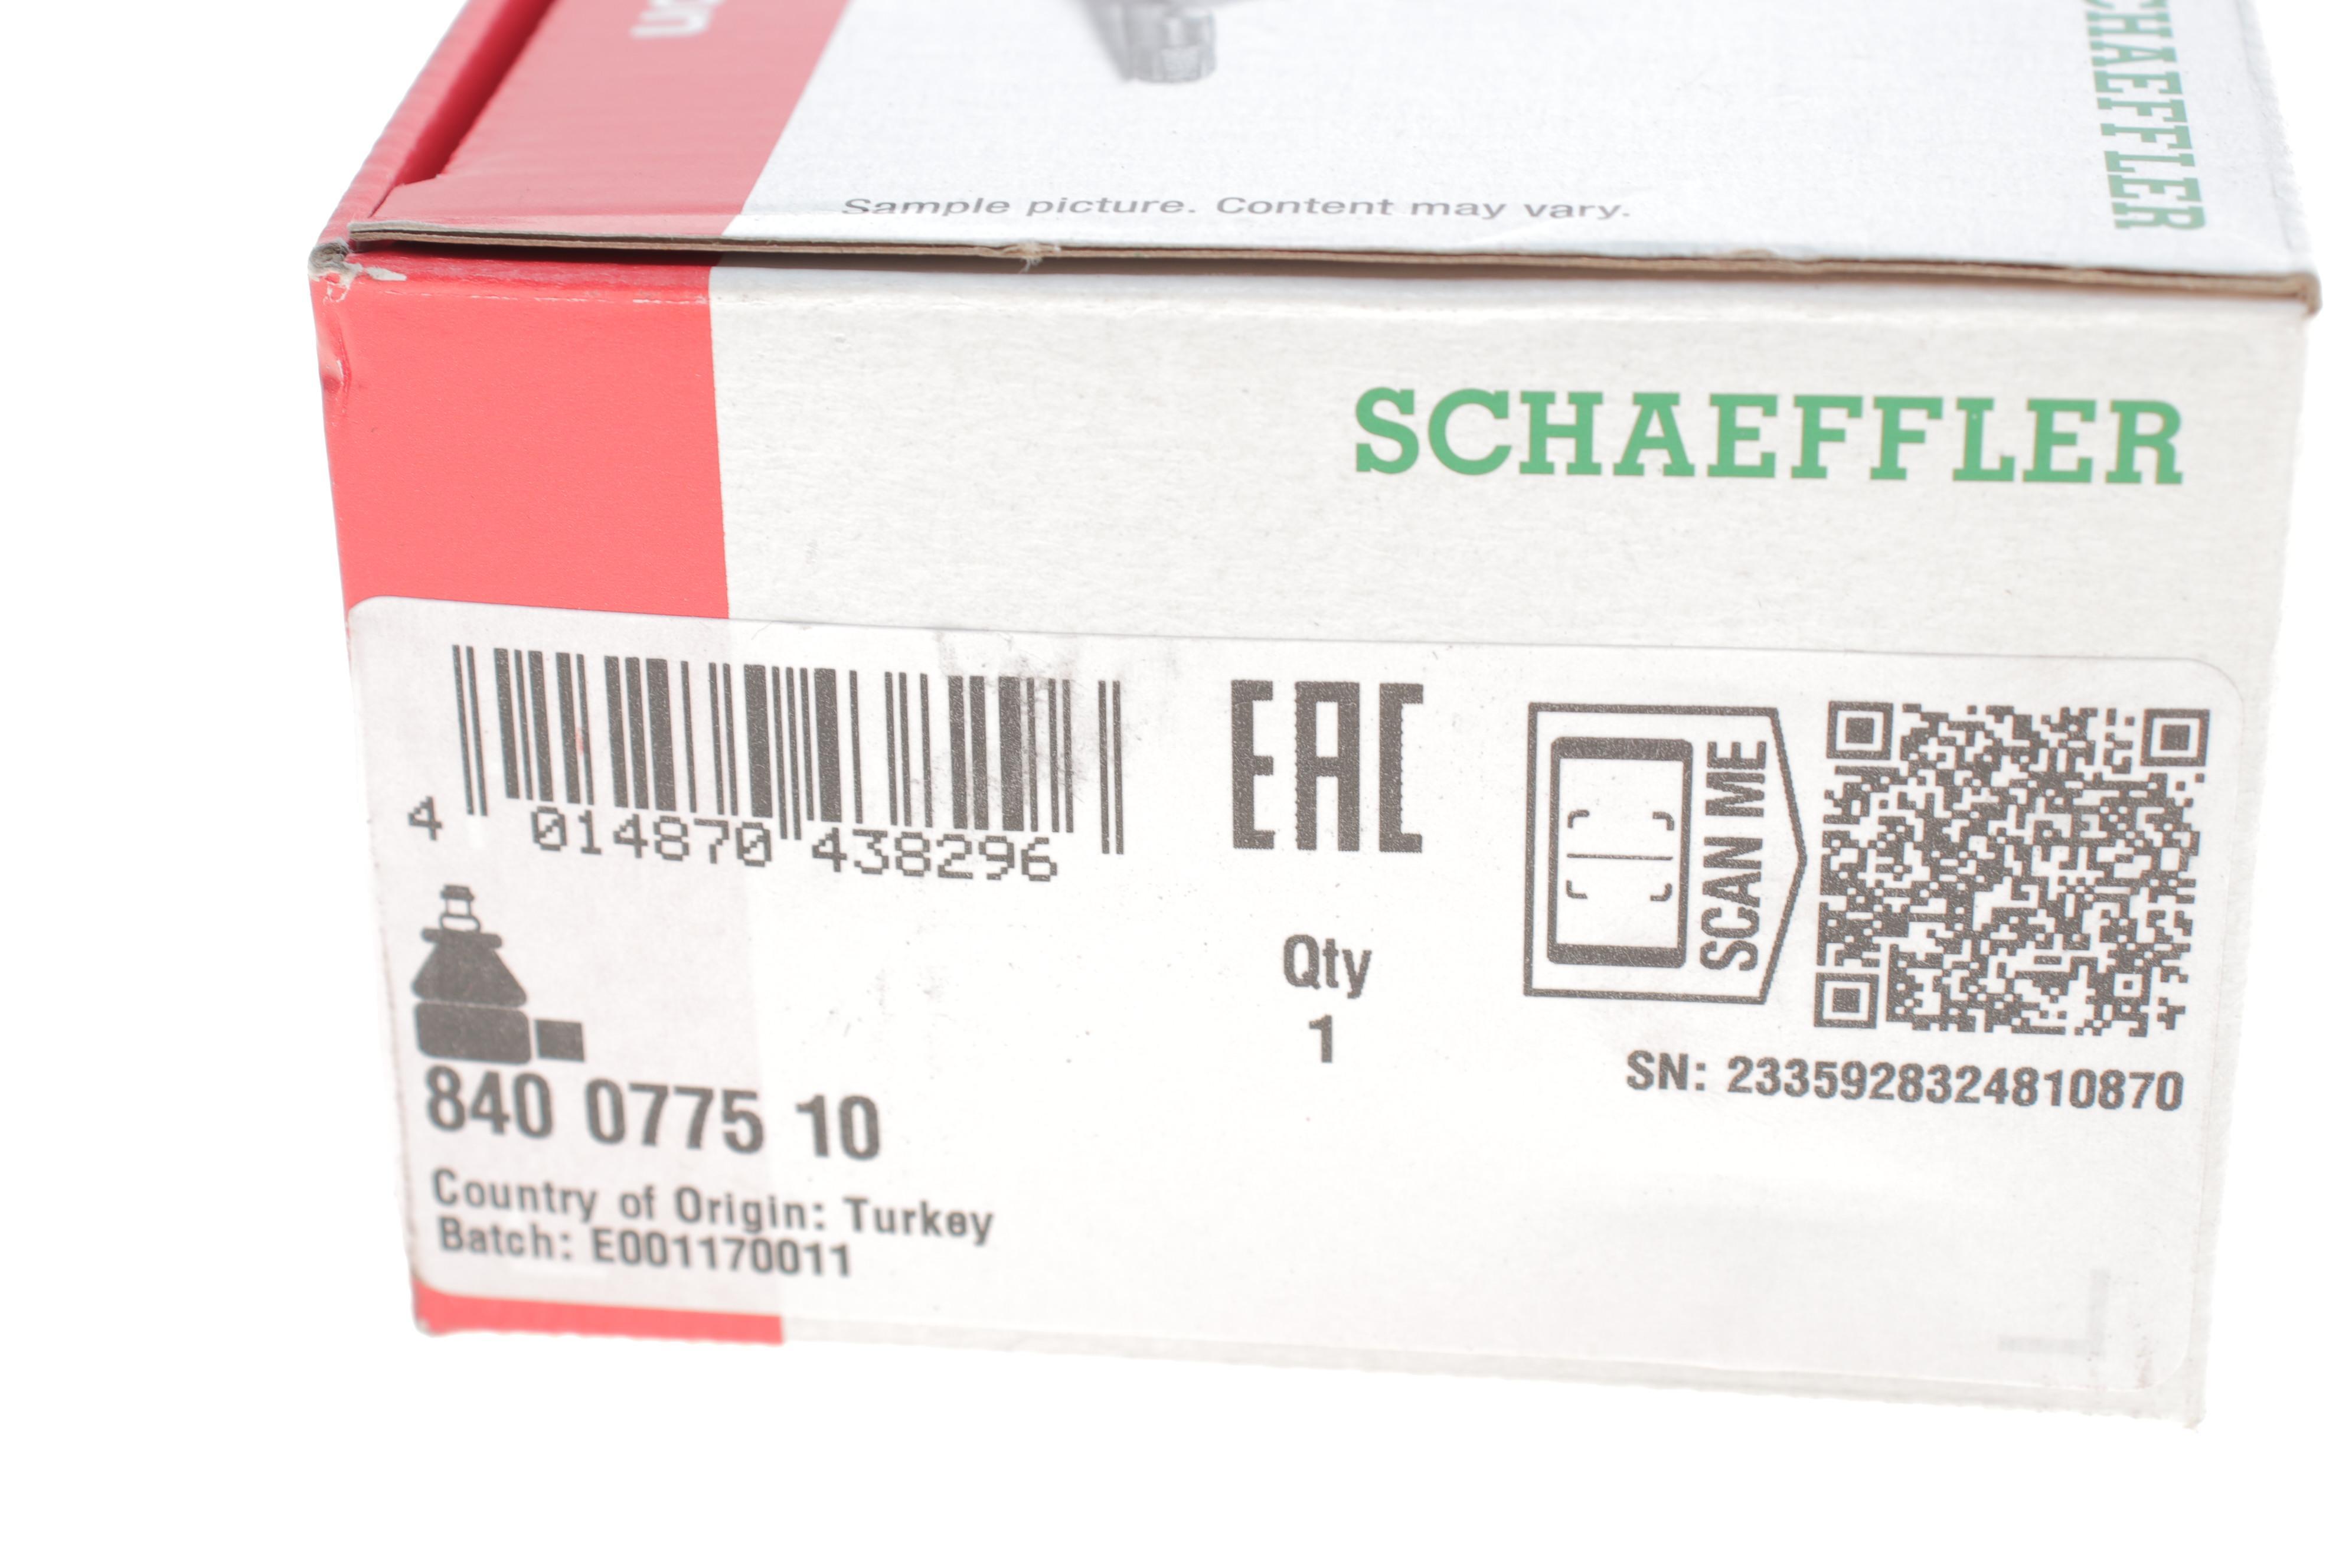 Sample picture. Content may vary.
SCHAEFFLER
SCHAEFFLER
4 014870 438296
EAC
SCAN ME
Qty
1
SN: 2335928324810870
840 0775 10
Country of Origin: Turkey
Batch: E001170011